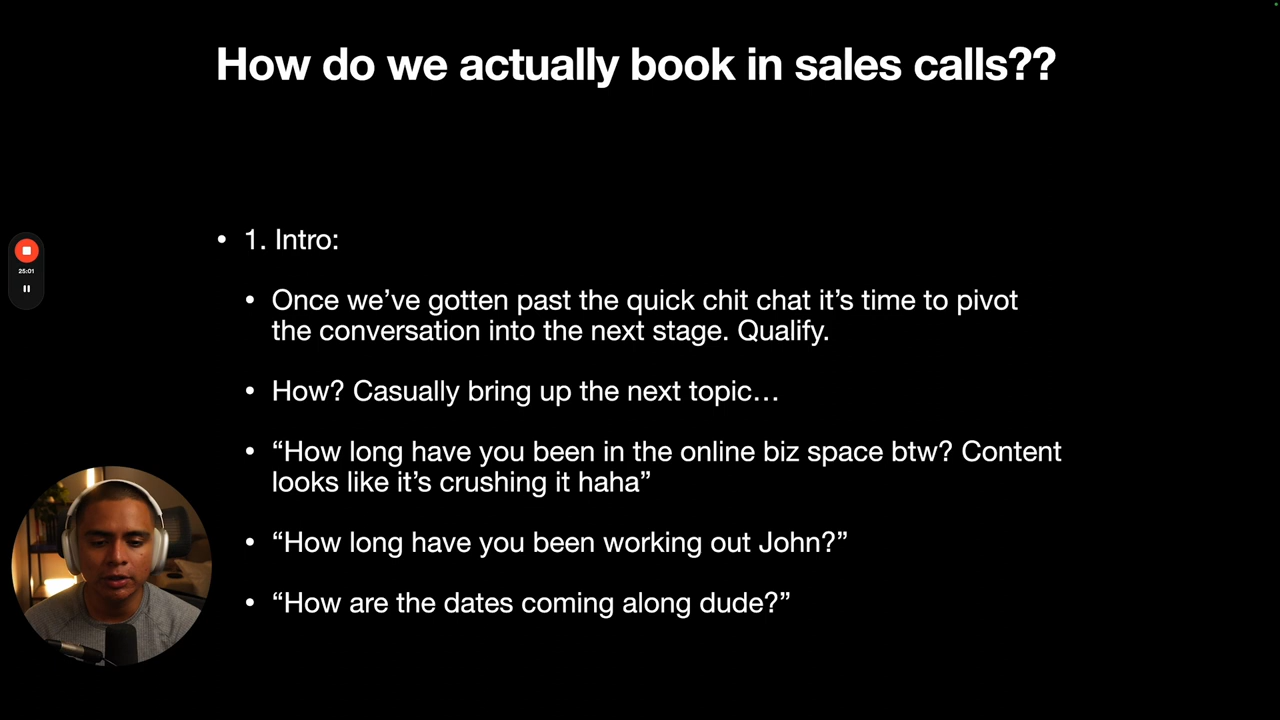 How do we actually book in sales calls??
• 1. Intro:
• Once we’ve gotten past the quick chit chat it’s time to pivot
the conversation into the next stage. Qualify.
• How? Casually bring up the next topic…
• “How long have you been in the online biz space btw? Content
looks like it’s crushing it haha”
• “How long have you been working out John?”
• “How are the dates coming along dude?”
25:01